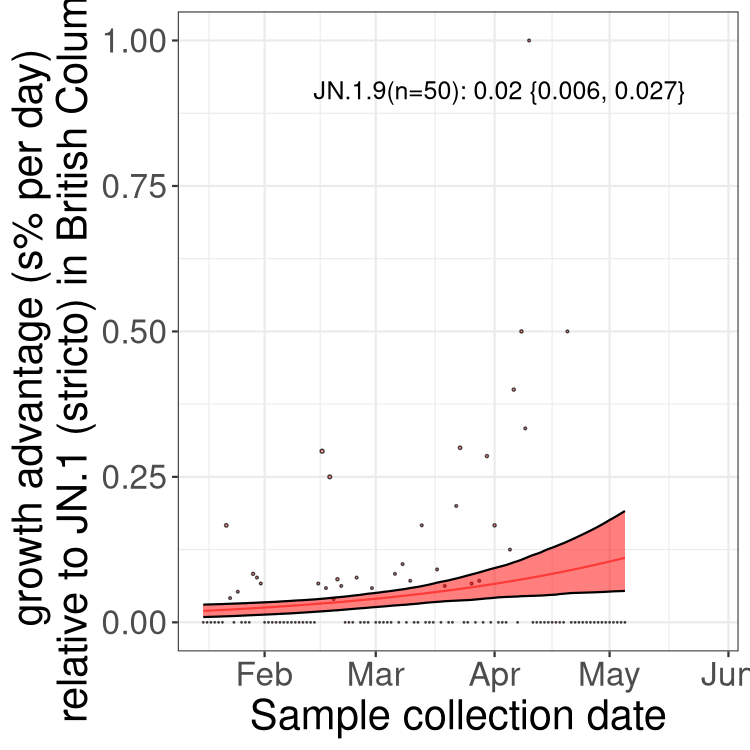 growth advantage (s% per day)
relative to JN.1 (stricto) in British Colum
1.00
0.75
0.50
0.25
0.00
JN.1.9(n=50): 0.02 {0.006, 0.027}
Feb Mar Apr May Jun
Sample collection date